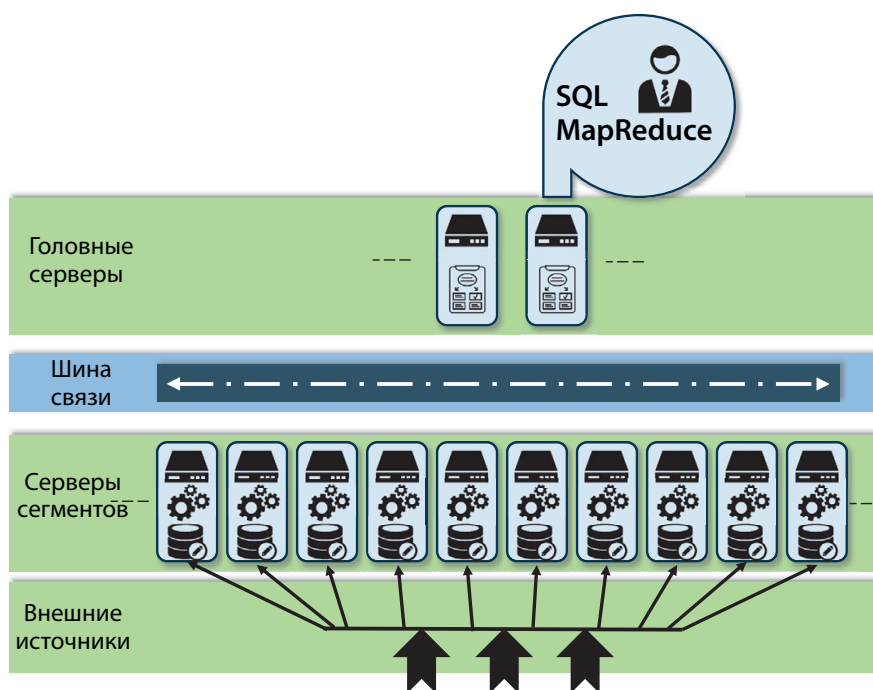 SQL
MapReduce
Головные
серверы
Шина
связи
Серверы
сегментов
Внешние
источники